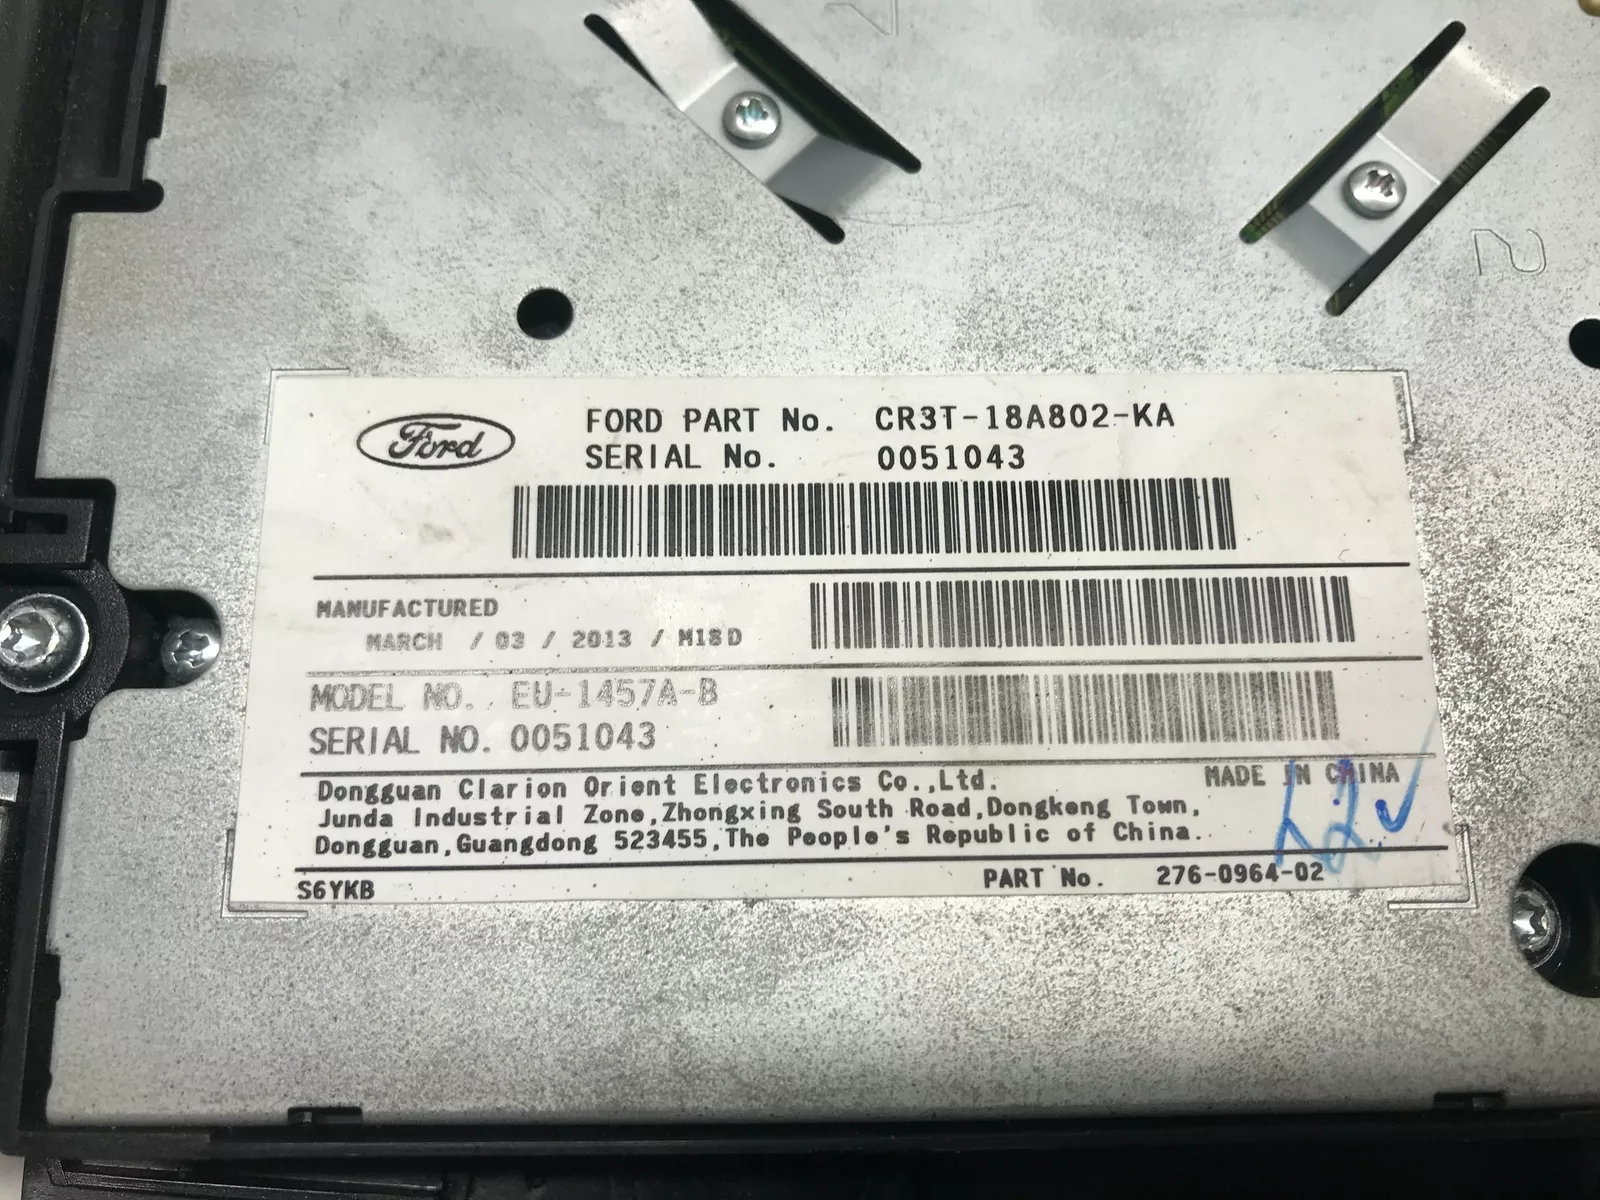 2
Ford
FORD PART No. CR3T-18A802-KA
SERIAL No. 0051043
MANUFACTURED
MARCH / 03 / 2013 / M18D
MODEL NO. EU-1457A-B
SERIAL NO. 0051043
Dongguan Clarion Orient Electronics Co.,Ltd.
MADE IN CHINA
Junda Industrial Zone,Zhongxing South Road,Dongkeng Town,
Dongguan,Guangdong 523455,The People's Republic of China.
S6YKB
PART No. 276-0964-02